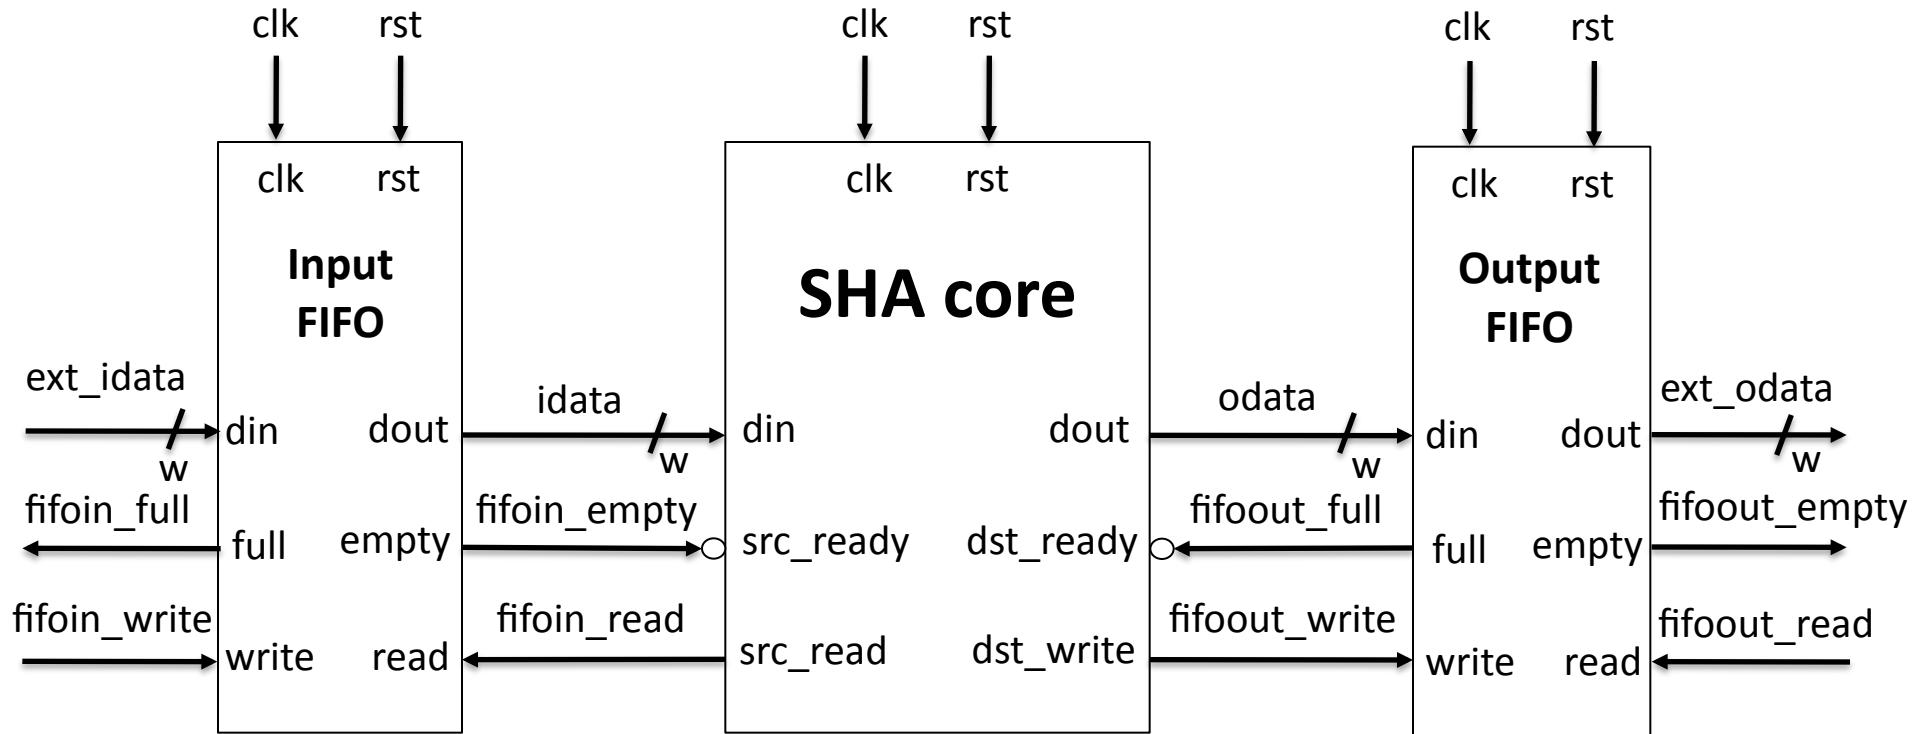 clk rst
clk rst
clk rst
clk rst
clk rst
clk rst
Input
FIFO
SHA core
Output
FIFO
ext_idata
idata
odata
ext_odata
din
dout
din
dout
din
dout
w
w
w
w
fifoin_full
fifoin_empty
fifoout_full
fifoout_empty
full
empty
src_ready
dst_ready
full
empty
fifoin_write
fifoin_read
fifoout_write
fifoout_read
write
read
src_read
dst_write
write
read